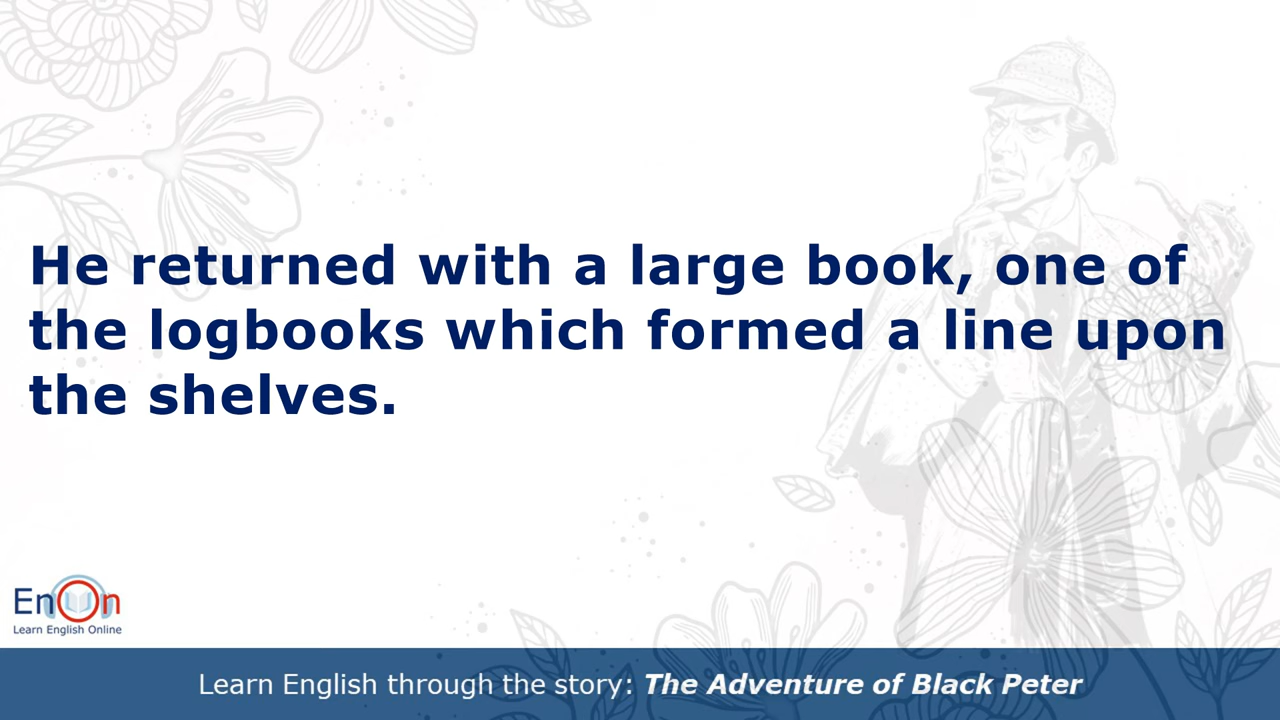 He returned with a large book, one of
the logbooks which formed a line upon
the shelves.
EnOn
Learn English Online
Learn English through the story: The Adventure of Black Peter